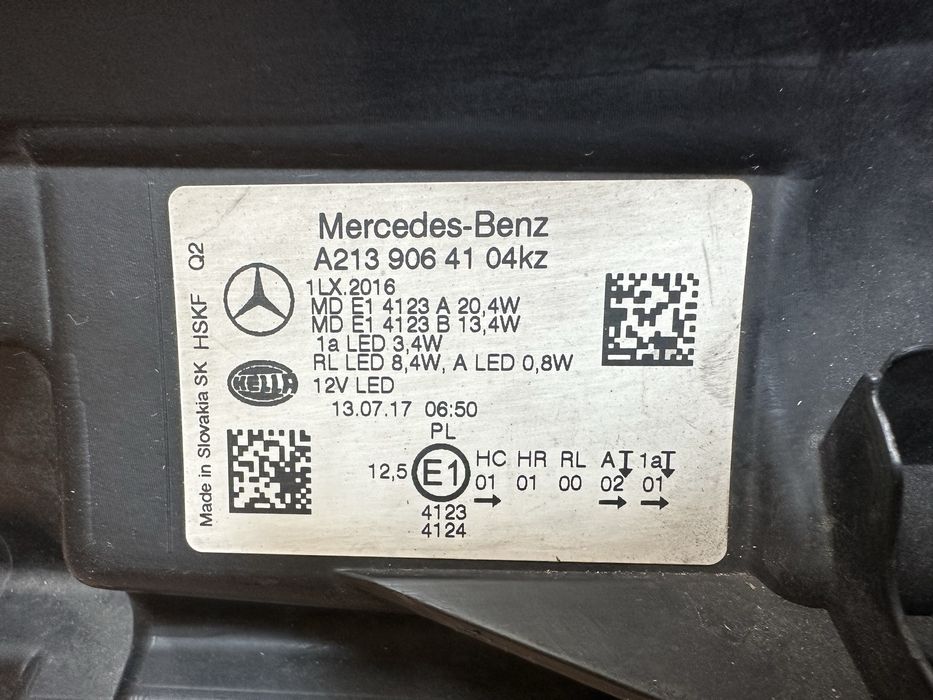 Mercedes-Benz
A213 906 41 04kz
1LX.2016
MD E1 4123 A 20,4W
MD E1 4123 B 13,4W
1a LED 3,4W
RL LED 8,4W, A LED 0,8W
12V LED
13.07.17 06:50
PL
12,5 E1 HC HR RL A 1a
01 01 00 02 01
4123
4124
HELLA
Made in Slovakia SK HSKF Q2